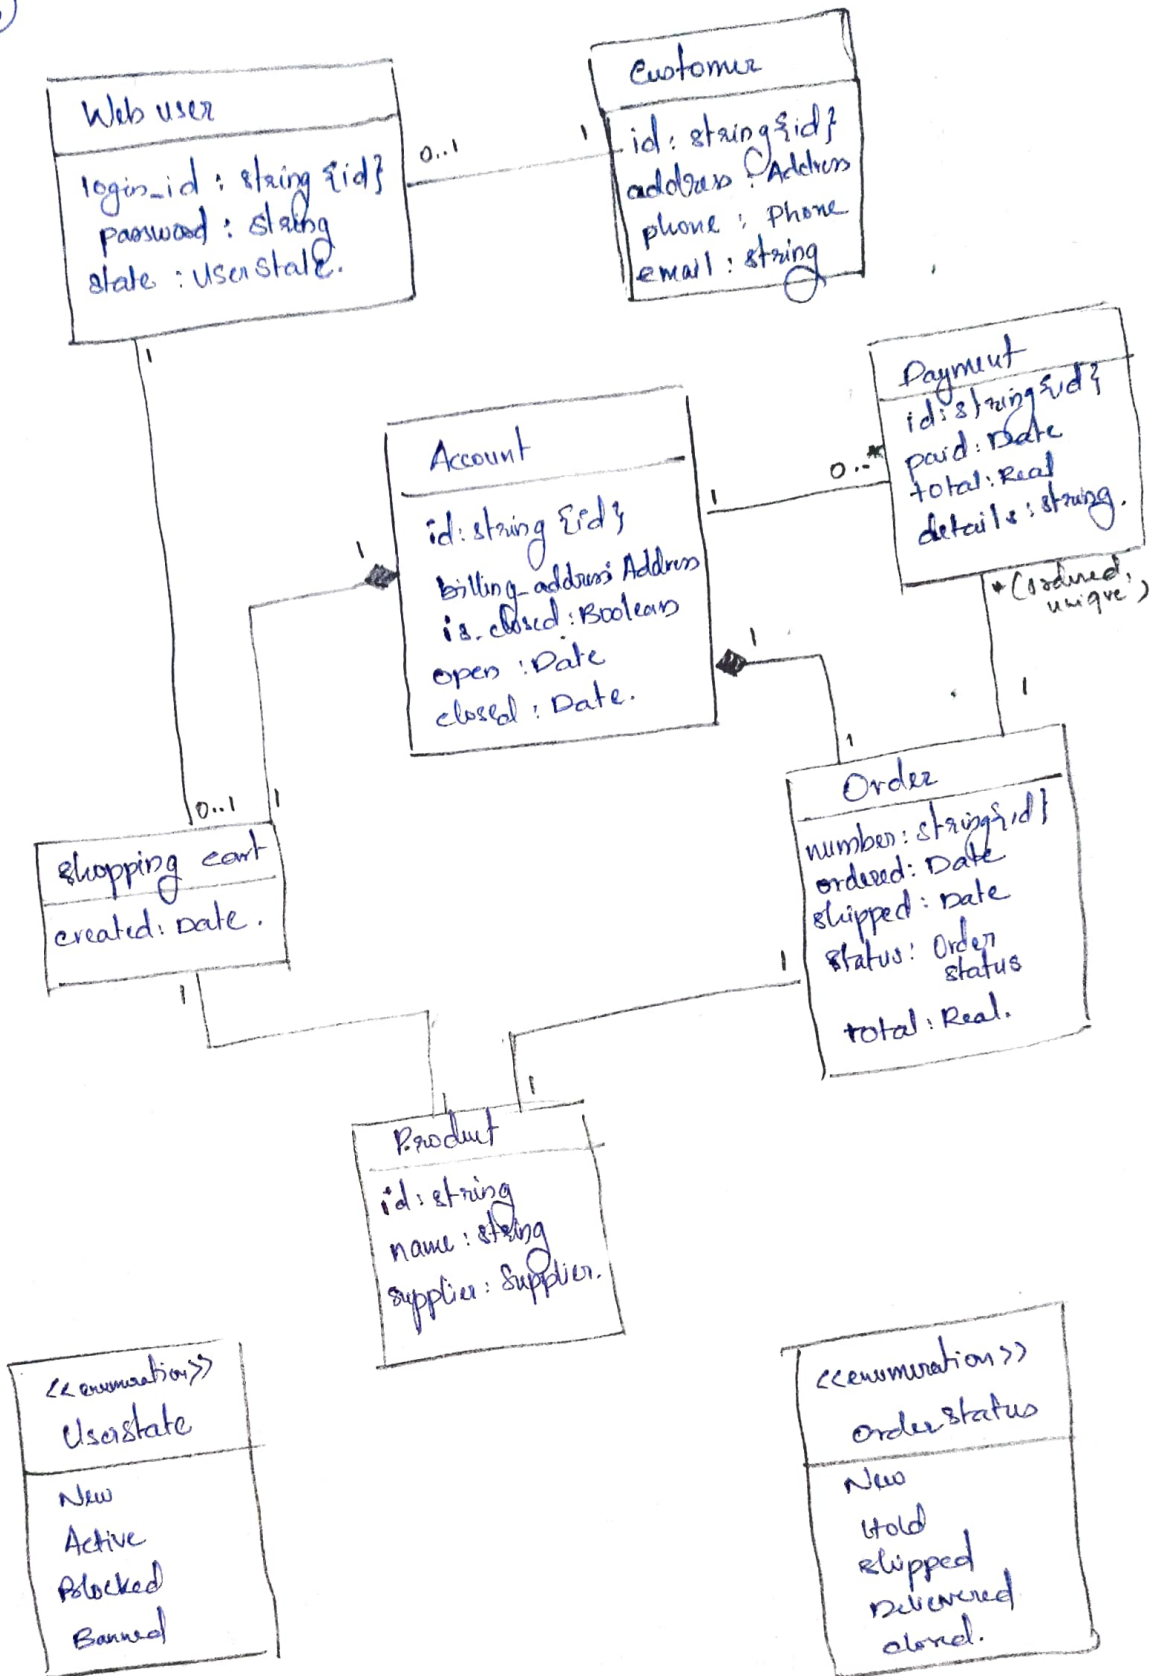 Web user
login_id : string {id}
password : string
state : UserState.
0..1
1
Customer
id : string {id}
address : Address
phone : Phone
email : string
1
Account
id : string {id}
billing_address: Address
is_closed : Boolean
open : Date
closed : Date.
1
0..*
Payment
id : string {id}
paid : Date
total : Real
details : string.
* (ordered,
unique)
1
1
1
1
0..1
1
shopping cart
created : Date.
1
Order
number : string {id}
ordered : Date
shipped : Date
status : Order
status
total : Real.
1
1
1
Product
id : string
name : string
supplier : Supplier.
<<enumeration>>
UserState
New
Active
Blocked
Banned
<<enumeration>>
OrderStatus
New
Hold
shipped
Delivered
closed.